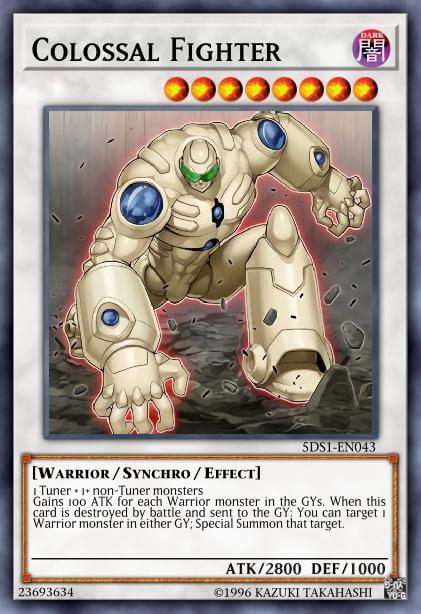 COLOSSAL FIGHTER
DARK
闇
5DS1-EN043
[WARRIOR / SYNCHRO / EFFECT]
1 Tuner + 1+ non-Tuner monsters
Gains 100 ATK for each Warrior monster in the GYs. When this
card is destroyed by battle and sent to the GY: You can target 1
Warrior monster in either GY; Special Summon that target.
ATK/2800 DEF/1000
23693634
©1996 KAZUKI TAKAHASHI